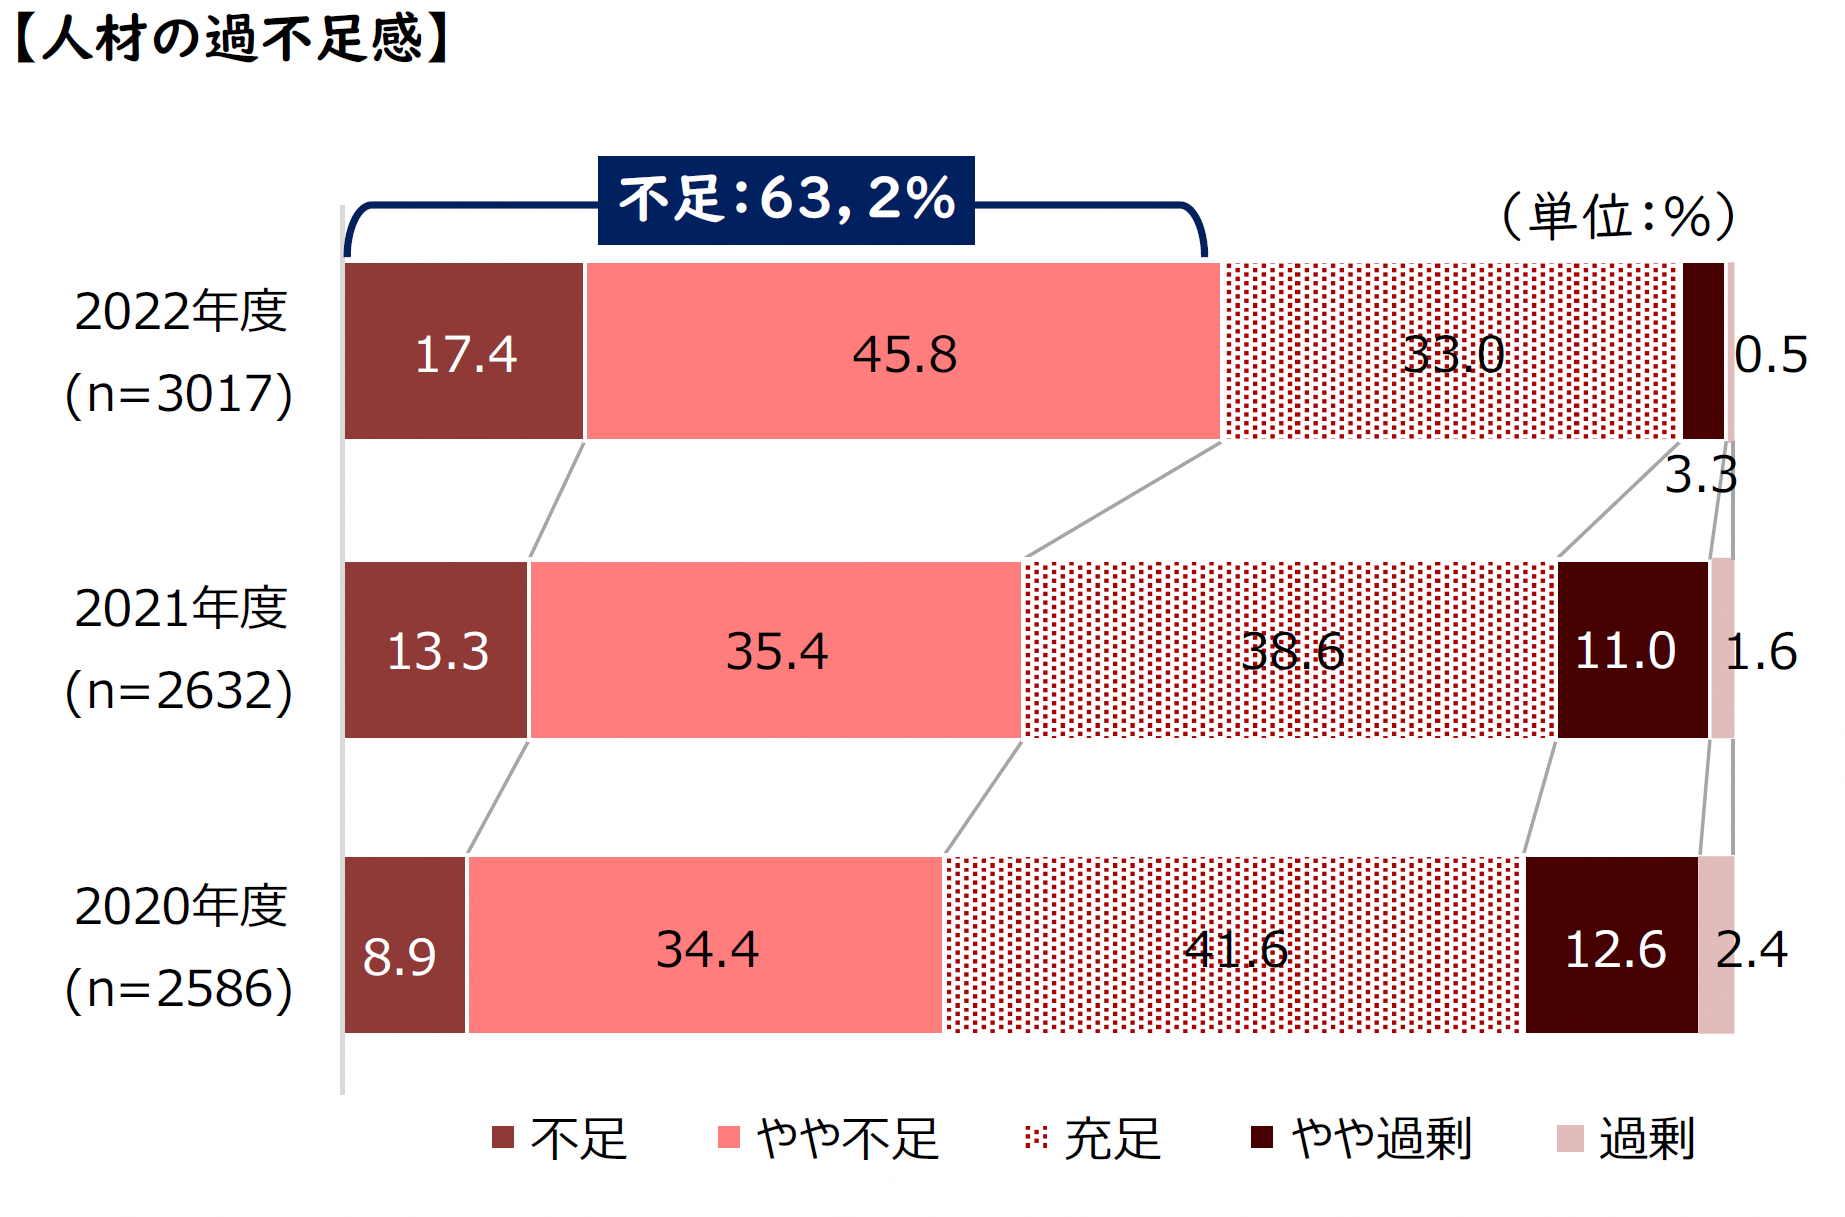 【人材の過不足感】
不足：63，2％
（単位：％）
2022年度
(n=3017)
17.4
45.8
33.0
3.3
0.5
2021年度
(n=2632)
13.3
35.4
38.6
11.0
1.6
2020年度
(n=2586)
8.9
34.4
41.6
12.6
2.4
不足 やや不足 充足 やや過剰 過剰